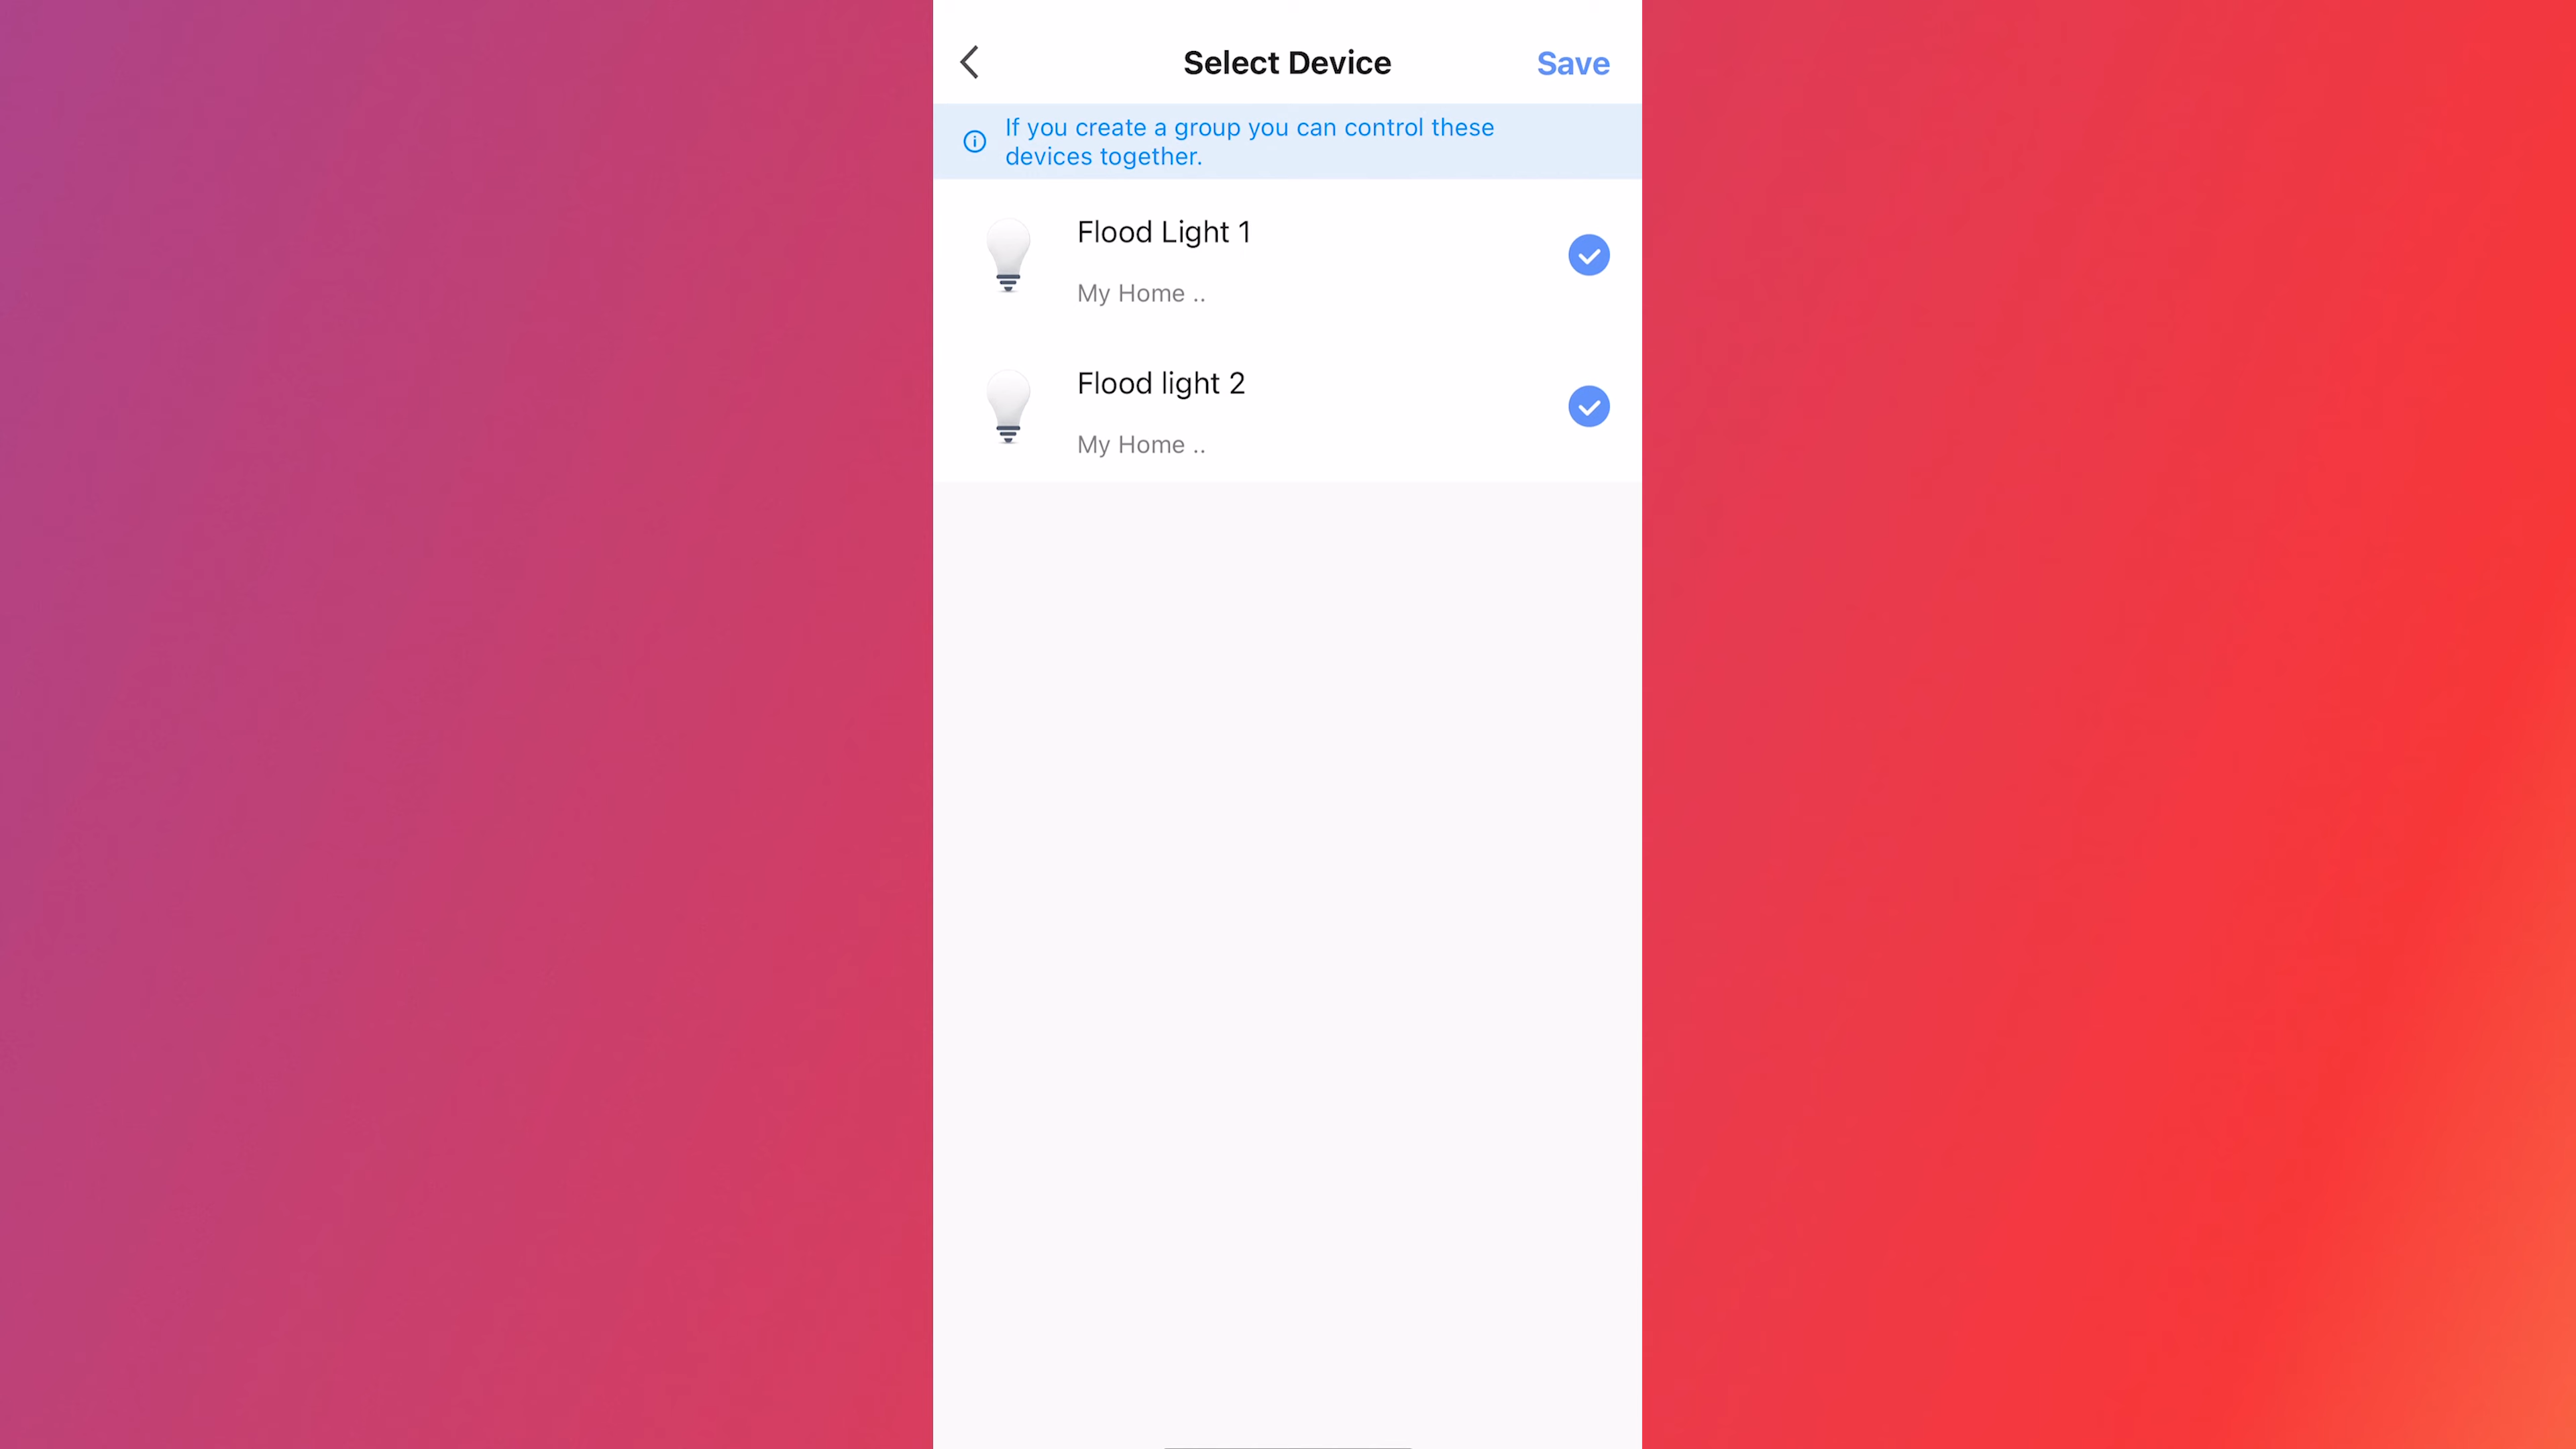 Select Device
Save
If you create a group you can control these
devices together.
Flood Light 1
My Home ..
Flood light 2
My Home ..